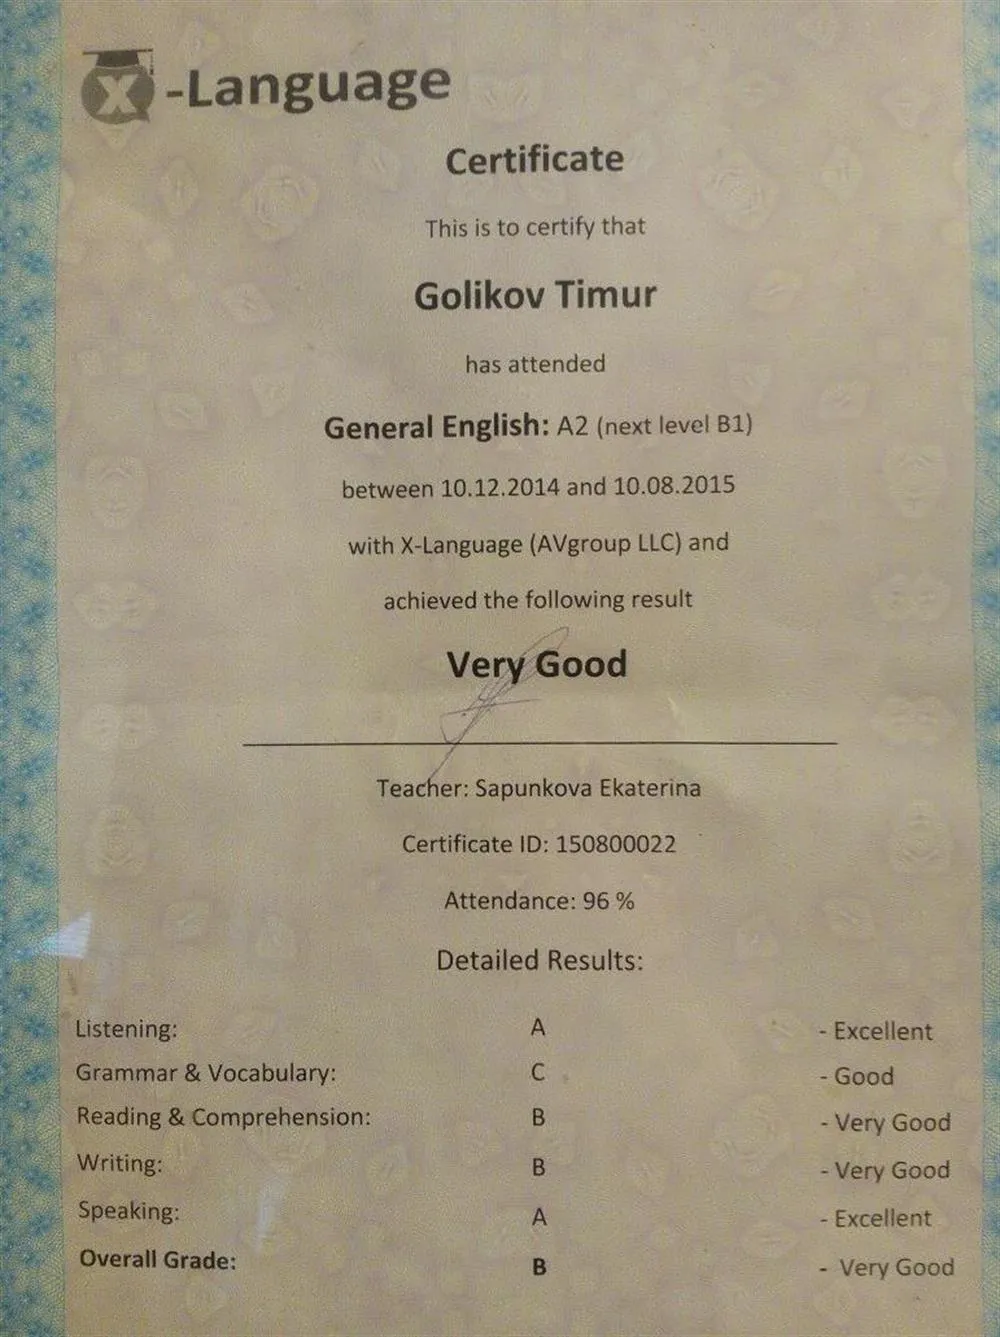 X-Language
Certificate
This is to certify that
Golikov Timur
has attended
General English: A2 (next level B1)
between 10.12.2014 and 10.08.2015
with X-Language (AVgroup LLC) and
achieved the following result
Very Good
Teacher: Sapunkova Ekaterina
Certificate ID: 150800022
Attendance: 96 %
Detailed Results:
Listening: A - Excellent
Grammar & Vocabulary: C - Good
Reading & Comprehension: B - Very Good
Writing: B - Very Good
Speaking: A - Excellent
Overall Grade: B - Very Good